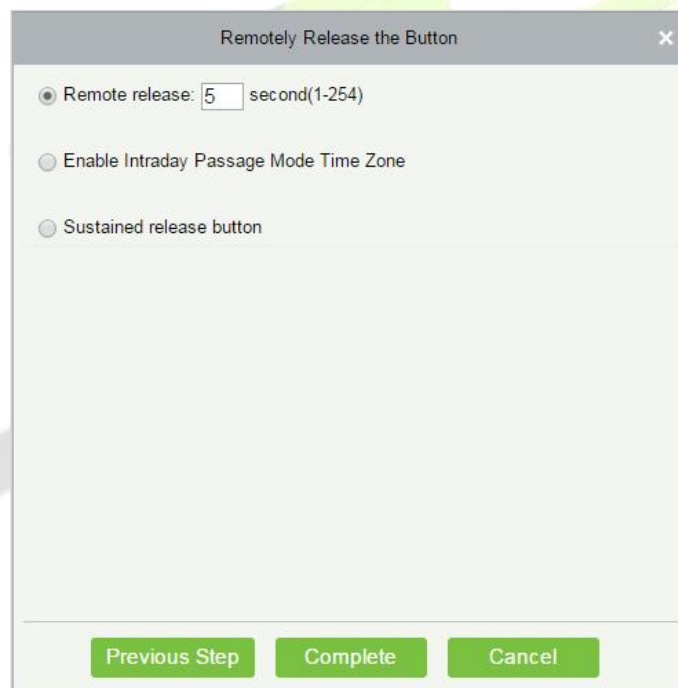 Remotely Release the Button
Remote release: 5 second(1-254)
Enable Intraday Passage Mode Time Zone
Sustained release button
Previous Step Complete Cancel